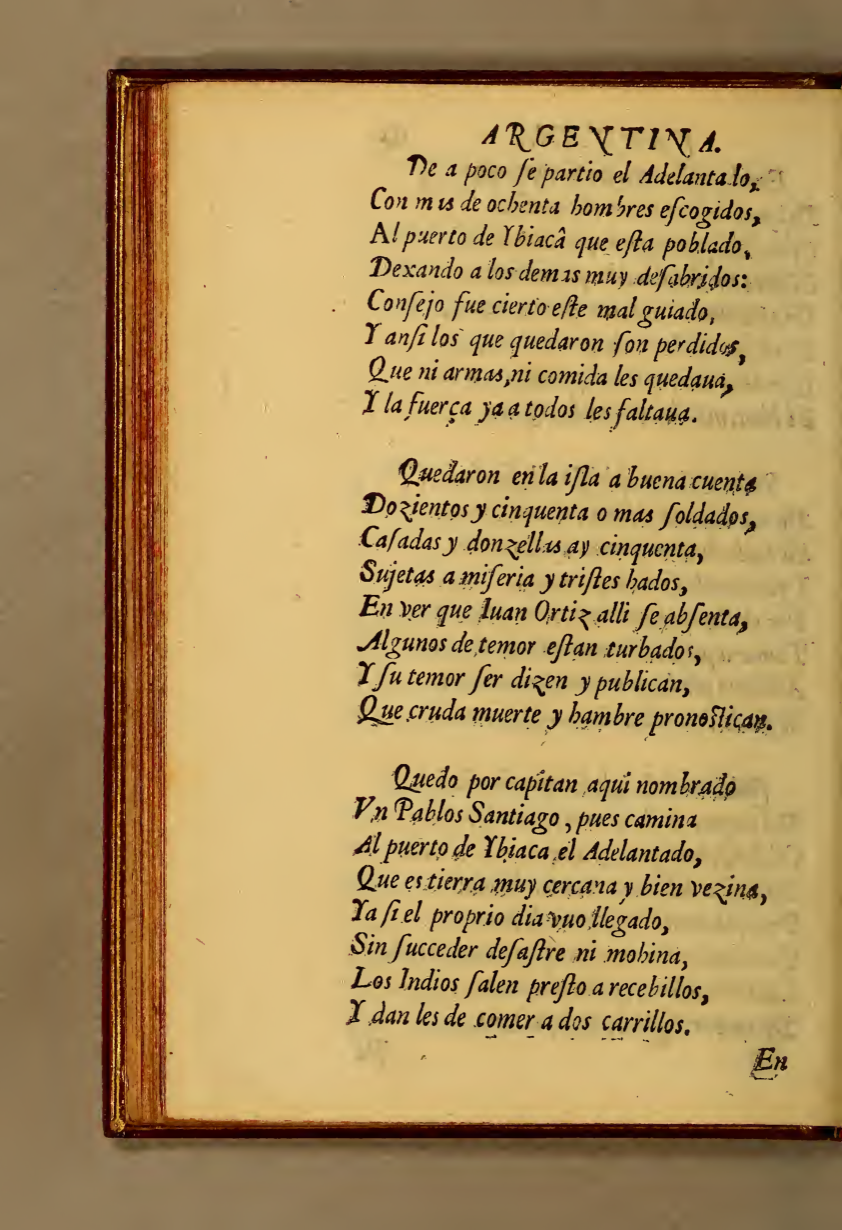 ARGENTINA.
De a poco ſe partio el Adelantado,
Con mas de ochenta hombres eſcogidos,
Al puerto de Ybiacâ que eſta poblado,
Dexando a los demas muy deſabridos:
Conſejo fue cierto eſte mal guiado,
Y anſi los que quedaron ſon perdidos,
Que ni armas, ni comida les quedaua,
Y la fuerça ya a todos les faltaua.
Quedaron en la iſla a buena cuenta
Dozientos y cinquenta o mas ſoldados,
Caſadas y donzellas ay cinquenta,
Sujetas a miſeria y triſtes hados,
En ver que Iuan Ortiz alli ſe abſenta,
Algunos de temor eſtan turbados,
Y ſu temor ſer dizen y publican,
Que cruda muerte y hambre pronoſtican.
Quedo por capitan aqui nombrado
Vn Pablos Santiago, pues camina
Al puerto de Ybiaca el Adelantado,
Que es tierra muy cercana y bien vezina,
Y a ſi el proprio dia vuo llegado,
Sin ſucceder deſaſtre ni mohina,
Los Indios ſalen preſto a recebillos,
Y dan les de comer a dos carrillos.
En